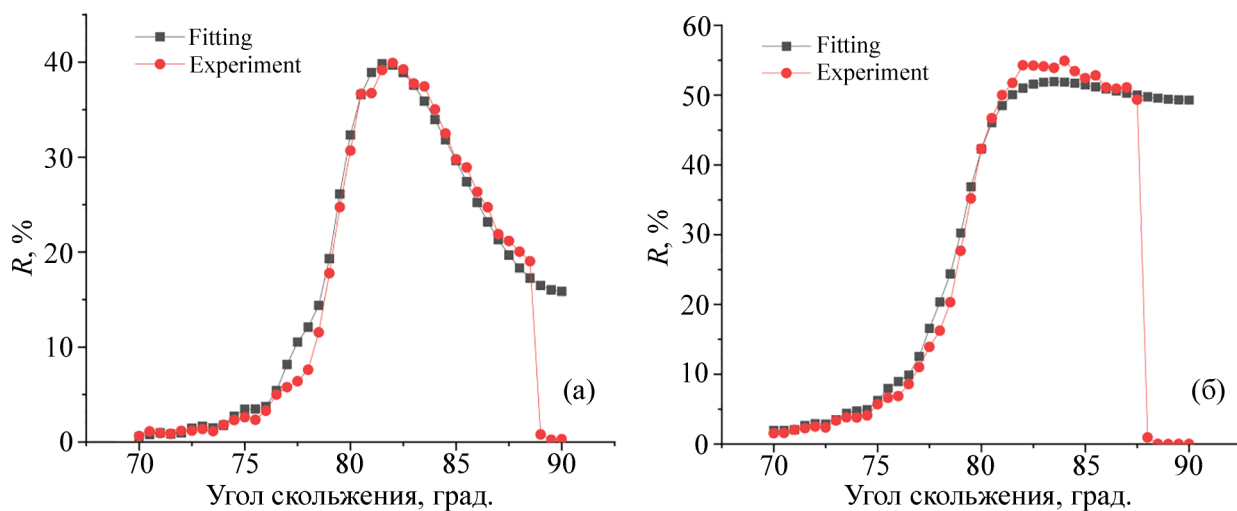 Fitting
Experiment
(а)
R, %
40
30
20
10
0
70 75 80 85 90
Угол скольжения, град.
Fitting
Experiment
(б)
R, %
60
50
40
30
20
10
0
70 75 80 85 90
Угол скольжения, град.